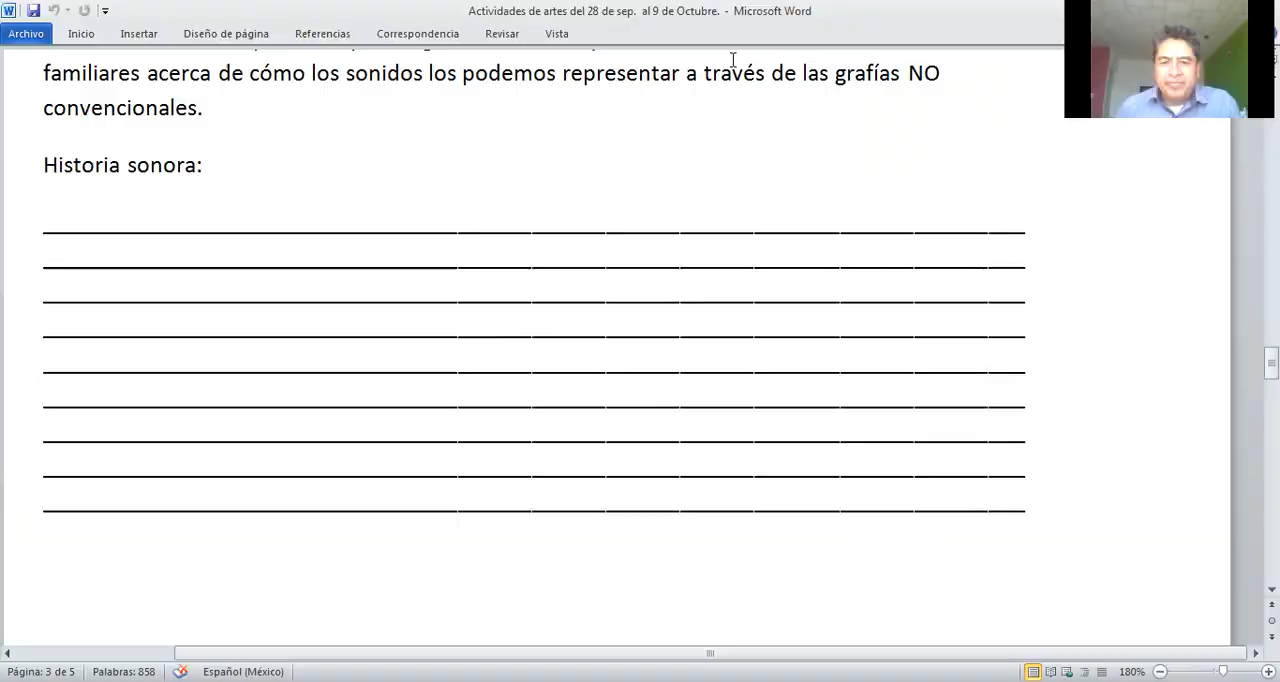 Actividades de artes del 28 de sep.  al 9 de Octubre.  -  Microsoft Word
Archivo Inicio Insertar Diseño de página Referencias Correspondencia Revisar Vista
familiares acerca de cómo los sonidos los podemos representar a través de las grafías NO
convencionales.
Historia sonora:
Página: 3 de 5 Palabras: 858 Español (México) 180%